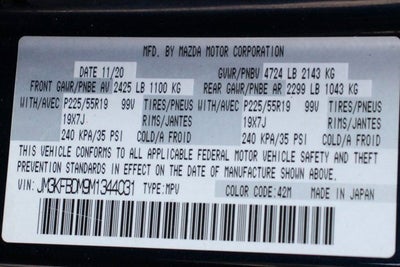 MFD. BY MAZDA MOTOR CORPORATION
DATE 11/20 GVWR/PNBV 4724 LB 2143 KG
FRONT GAWR/PNBE AV 2425 LB 1100 KG REAR GAWR/PNBE AR 2299 LB 1043 KG
WITH/AVEC P225/55R19 99V TIRES/PNEUS WITH/AVEC P225/55R19 99V TIRES/PNEUS
19X7J RIMS/JANTES 19X7J RIMS/JANTES
240 KPA/35 PSI COLD/A FROID 240 KPA/35 PSI COLD/A FROID
THIS VEHICLE CONFORMS TO ALL APPLICABLE FEDERAL MOTOR VEHICLE SAFETY AND THEFT
PREVENTION STANDARDS IN EFFECT ON THE DATE OF MANUFACTURE SHOWN ABOVE.
VIN: JM3KFBDM9M1344031 TYPE:MPV COLOR CODE:42M MADE IN JAPAN